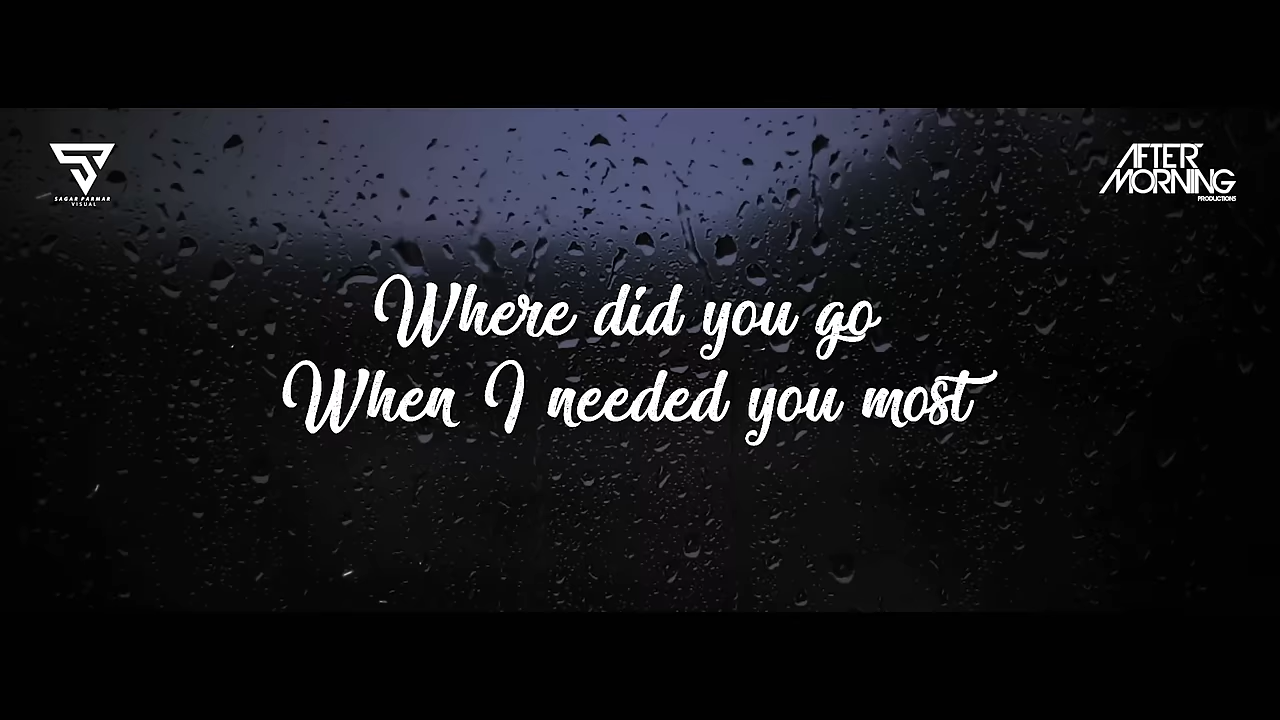 SAGAR PARMAR
VISUAL
AFTER
MORNING
PRODUCTIONS
Where did you go
When I needed you most